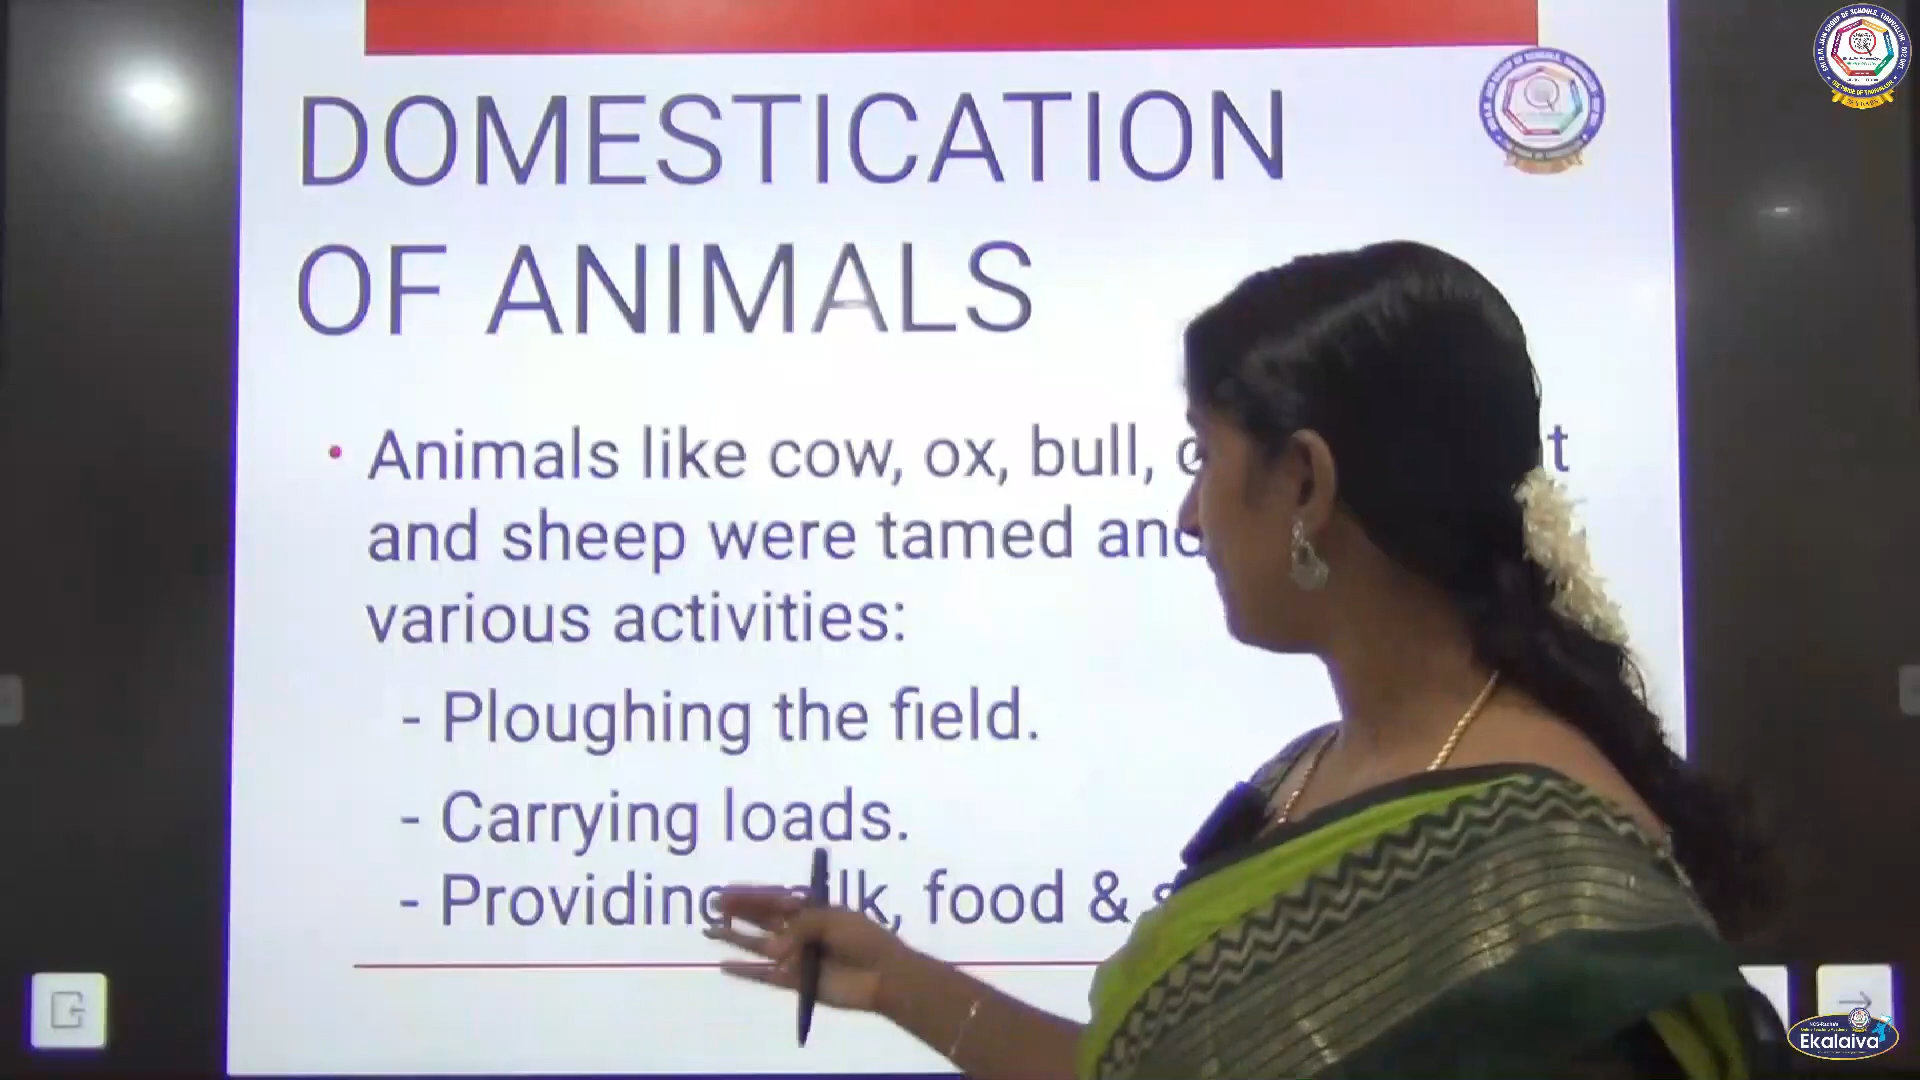 DOMESTICATION
OF ANIMALS
• Animals like cow, ox, bull,
and sheep were tamed and
various activities:
- Ploughing the field.
- Carrying loads.
- Providing food &
Ekalaiva